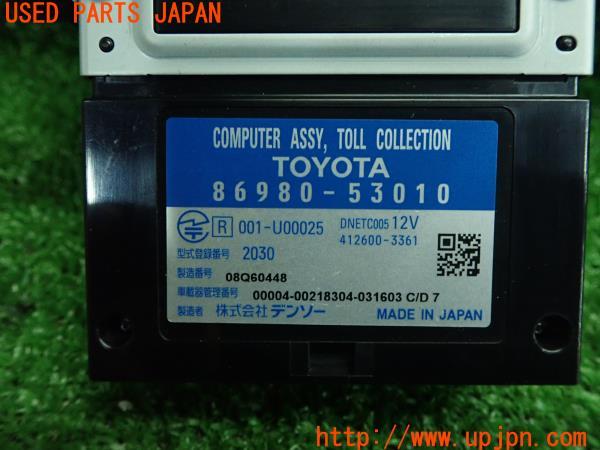 USED PARTS JAPAN
COMPUTER ASSY, TOLL COLLECTION
TOYOTA
86980-53010
R 001-U00025 DNETC005 12V
412600-3361
型式登録番号 2030
製造番号 08Q60448
車載器管理番号 00004-00218304-031603 C/D 7
製造者 株式会社デンソー MADE IN JAPAN
http://www.upjpn.com